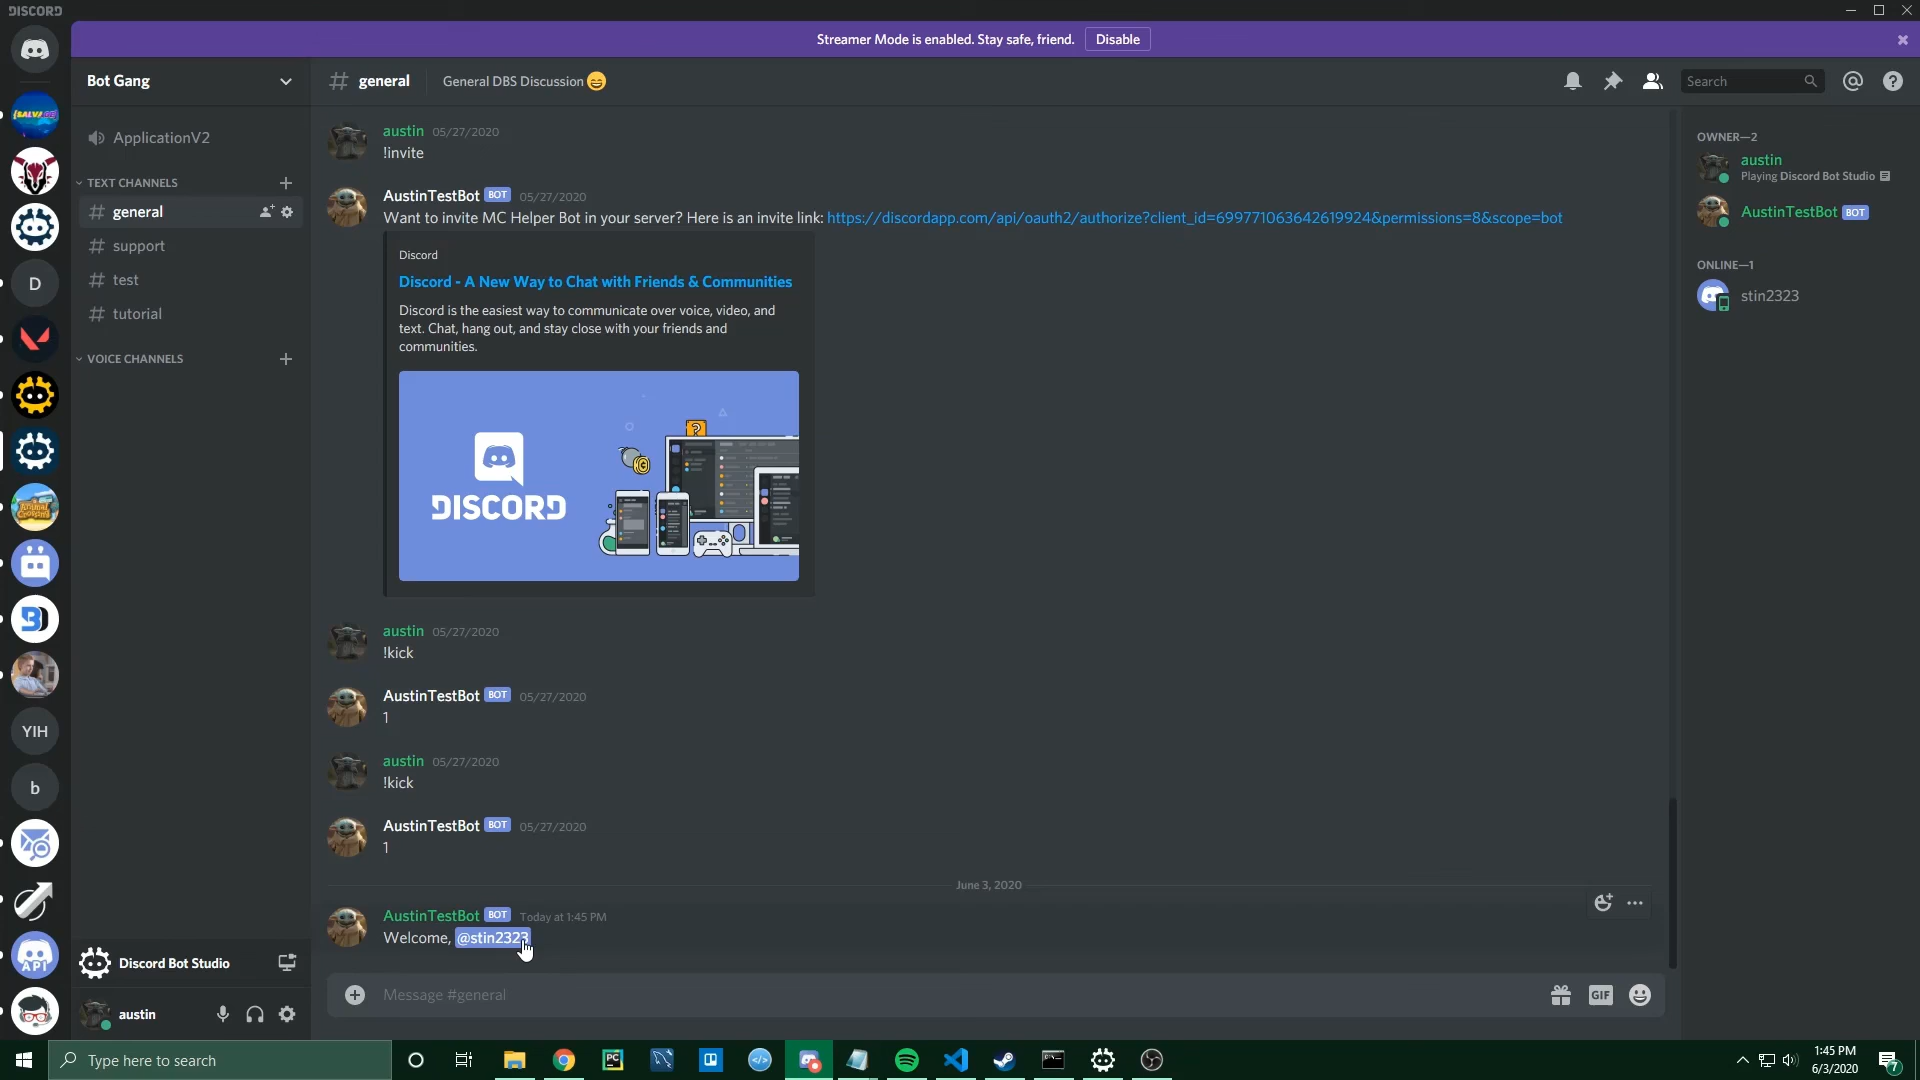 DISCORD
Streamer Mode is enabled. Stay safe, friend.
Disable
Bot Gang
general
General DBS Discussion
Search
ApplicationV2
TEXT CHANNELS
general
support
test
tutorial
VOICE CHANNELS
D
YIH
b
API
austin 05/27/2020
!invite
AustinTestBot BOT 05/27/2020
Want to invite MC Helper Bot in your server? Here is an invite link: https://discordapp.com/api/oauth2/authorize?client_id=699771063642619924&permissions=8&scope=bot
Discord
Discord - A New Way to Chat with Friends & Communities
Discord is the easiest way to communicate over voice, video, and
text. Chat, hang out, and stay close with your friends and
communities.
DISCORD
austin 05/27/2020
!kick
AustinTestBot BOT 05/27/2020
1
austin 05/27/2020
!kick
AustinTestBot BOT 05/27/2020
1
June 3, 2020
AustinTestBot BOT Today at 1:45 PM
Welcome, @stin2323
Message #general
GIF
OWNER—2
austin
Playing Discord Bot Studio
AustinTestBot BOT
ONLINE—1
stin2323
Discord Bot Studio
austin
Type here to search
PC
1:45 PM
6/3/2020
7